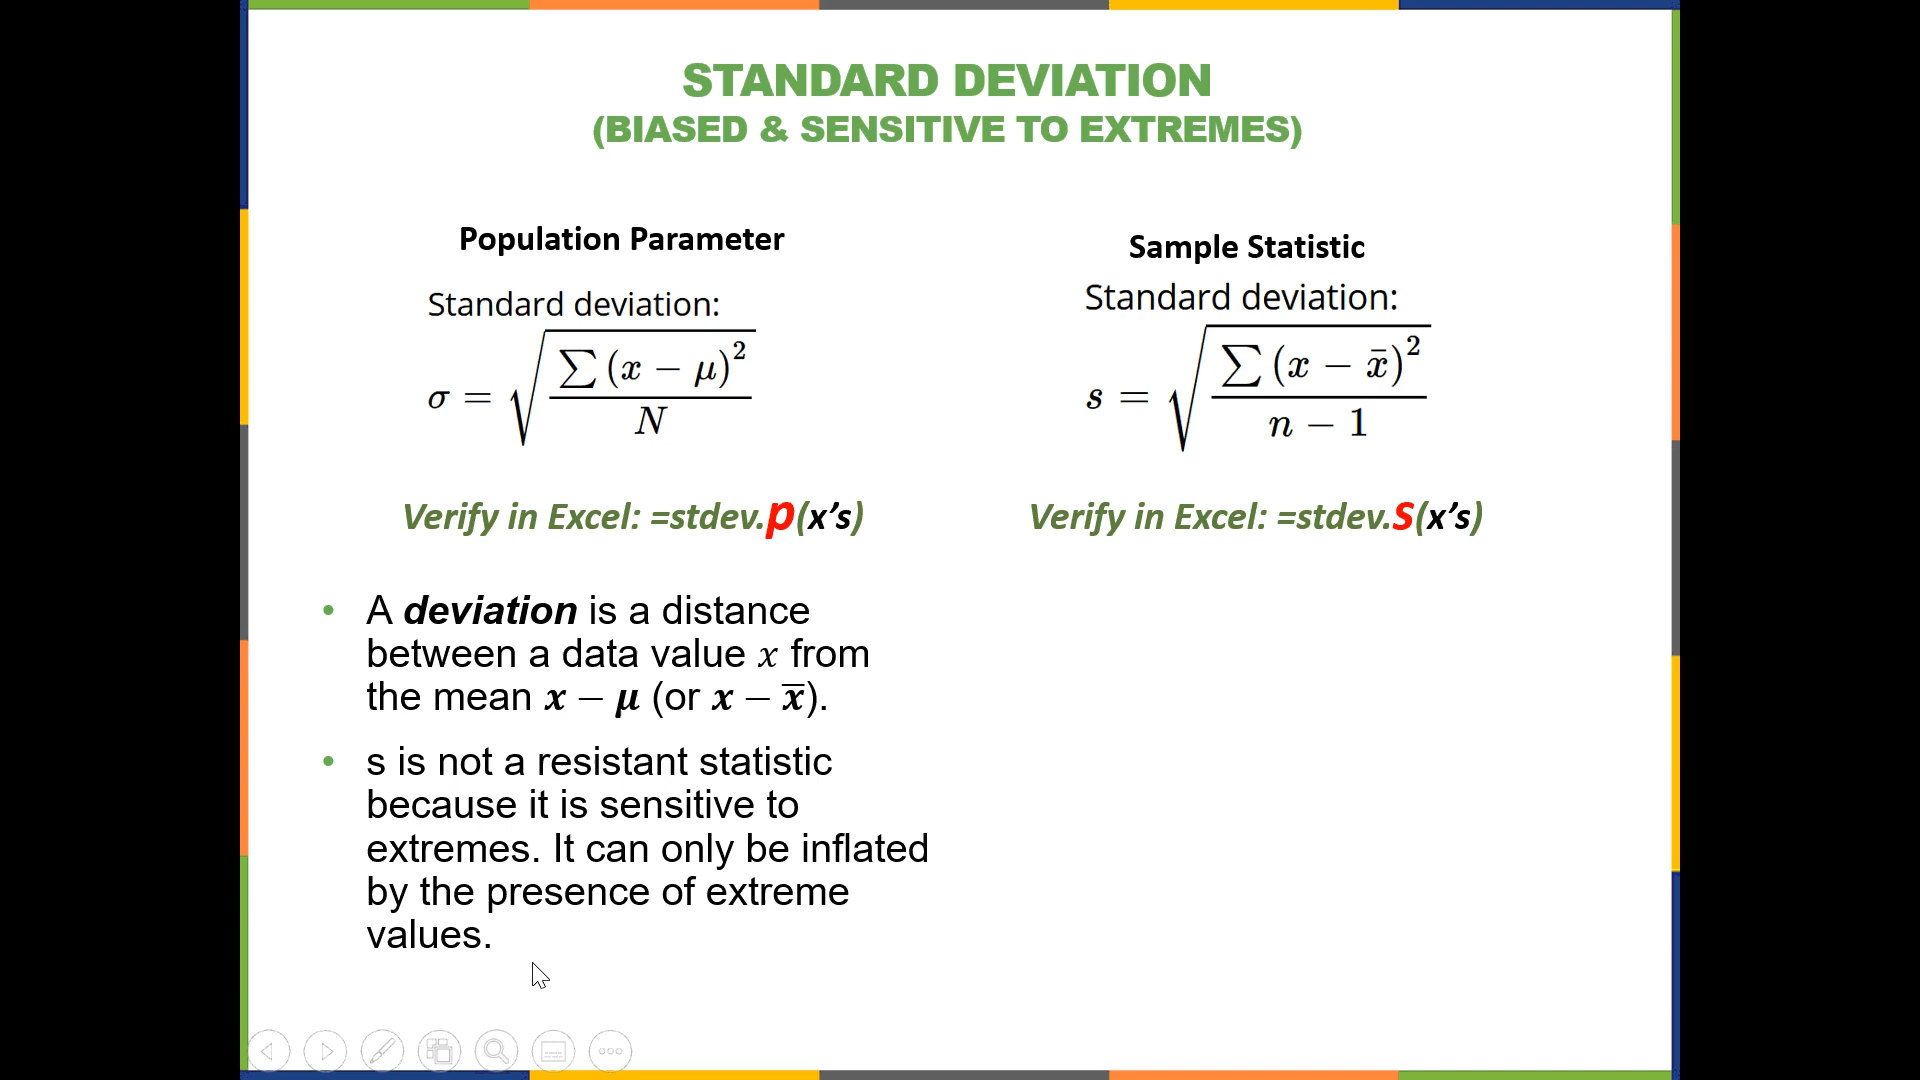 STANDARD DEVIATION
(BIASED & SENSITIVE TO EXTREMES)
Population Parameter
Standard deviation:
σ = √(∑(x − μ)² / N)
Verify in Excel: =stdev.p(x’s)
Sample Statistic
Standard deviation:
s = √(∑(x − x̄)² / n − 1)
Verify in Excel: =stdev.s(x’s)
• A deviation is a distance
between a data value x from
the mean x − μ (or x − x̄).
• s is not a resistant statistic
because it is sensitive to
extremes. It can only be inflated
by the presence of extreme
values.